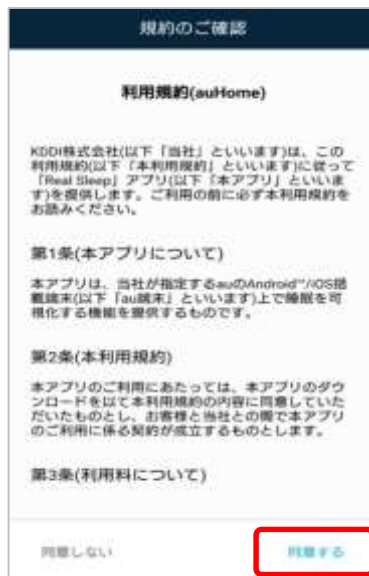 規約のご確認
利用規約(auHome)
KDDI株式会社(以下「当社」といいます)は、この
利用規約(以下「本利用規約」といいます)に従って
「Real Sleep」アプリ(以下「本アプリ」といいま
す)を提供します。ご利用の前に必ず本利用規約を
お読みください。
第1条(本アプリについて)
本アプリは、当社が指定するauのAndroid™/iOS搭
載端末(以下「au端末」といいます)上で睡眠を可
視化する機能を提供するものです。
第2条(本利用規約)
本アプリのご利用にあたっては、本アプリのダウ
ンロードを以て本利用規約の内容に同意していた
だいたものとし、お客様と当社との間で本アプリ
のご利用に係る契約が成立するものとします。
第3条(利用料について)
同意しない
同意する